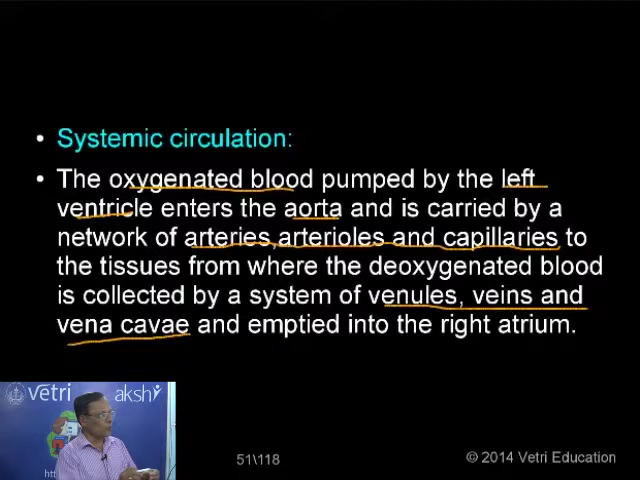 • Systemic circulation:
• The oxygenated blood pumped by the left
ventricle enters the aorta and is carried by a
network of arteries,arterioles and capillaries to
the tissues from where the deoxygenated blood
is collected by a system of venules, veins and
vena cavae and emptied into the right atrium.
vetri
aksh
51\118
© 2014 Vetri Education